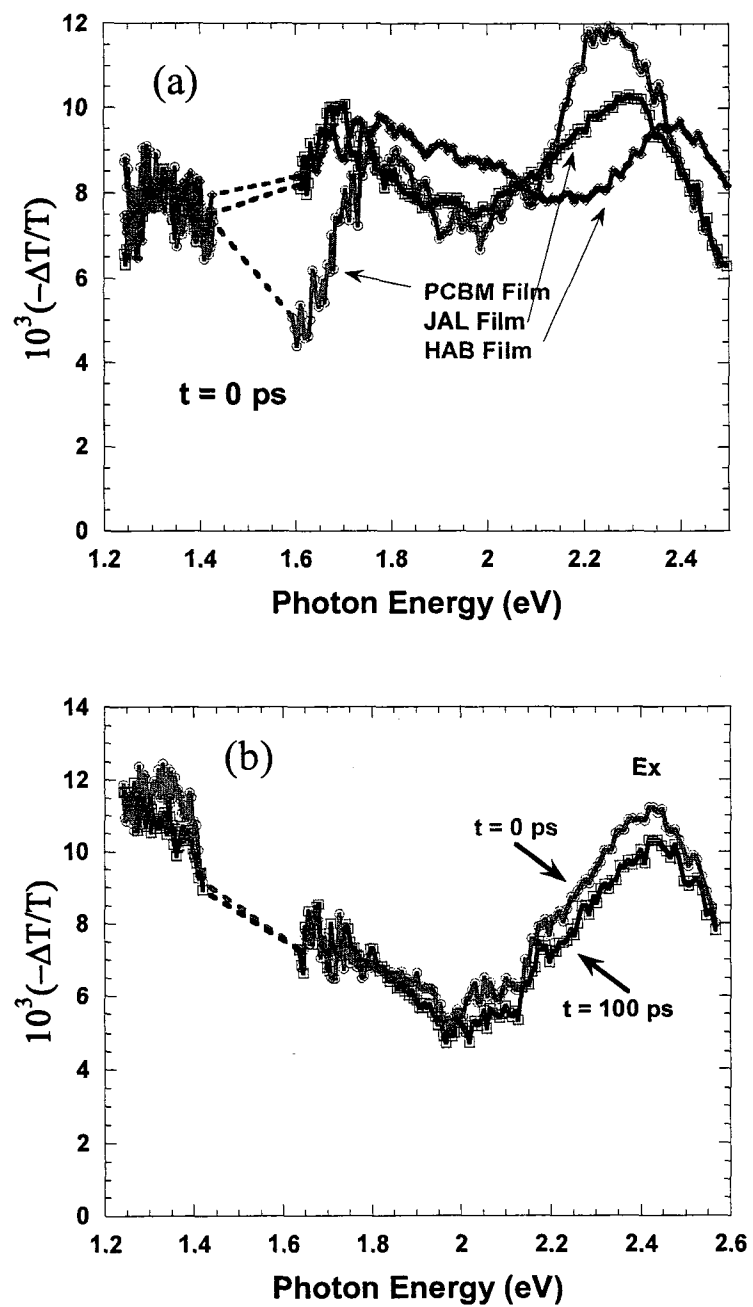 12
(a)
10
8
6
4
2
0
10³(−ΔT/T)
PCBM Film
JAL Film
HAB Film
t = 0 ps
1.2
1.4
1.6
1.8
2
2.2
2.4
Photon Energy (eV)
14
(b)
12
10
8
6
4
2
0
10³(−ΔT/T)
Ex
t = 0 ps
t = 100 ps
1.2
1.4
1.6
1.8
2
2.2
2.4
2.6
Photon Energy (eV)